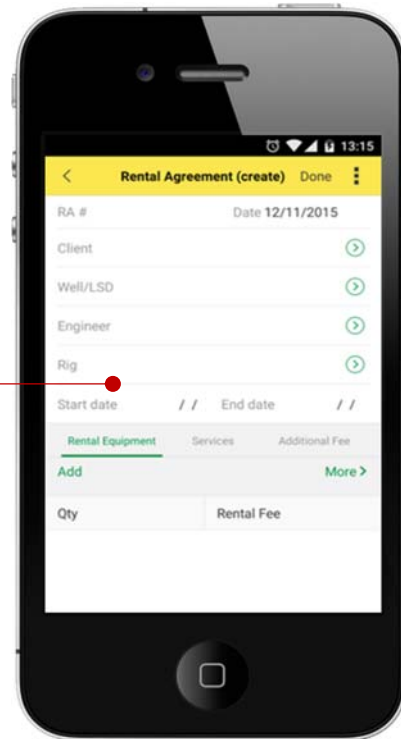 13:15
Rental Agreement (create) Done
RA # Date 12/11/2015
Client
Well/LSD
Engineer
Rig
Start date / / End date / /
Rental Equipment Services Additional Fee
Add More >
Qty Rental Fee